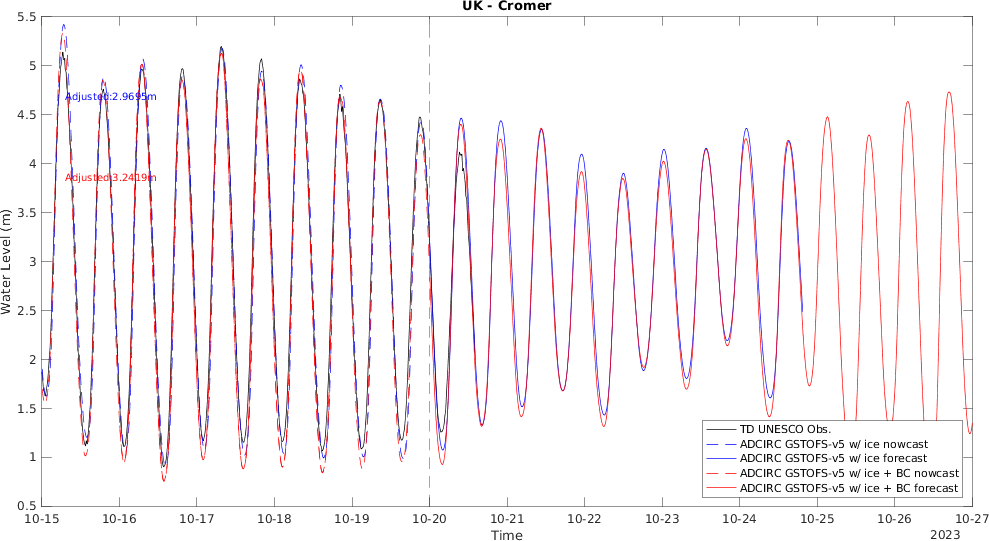 UK - Cromer
5.5
5
4.5
4
3.5
3
2.5
2
1.5
1
0.5
Water Level (m)
Adjusted:2.9695m
Adjusted:3.2419m
TD UNESCO Obs.
ADCIRC GSTOFS-v5 w/ ice nowcast
ADCIRC GSTOFS-v5 w/ ice forecast
ADCIRC GSTOFS-v5 w/ ice + BC nowcast
ADCIRC GSTOFS-v5 w/ ice + BC forecast
10-15 10-16 10-17 10-18 10-19 10-20 10-21 10-22 10-23 10-24 10-25 10-26 10-27
Time
2023